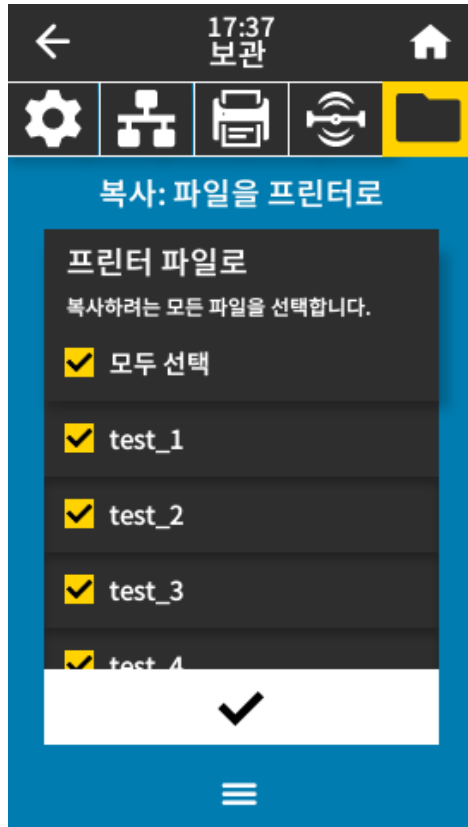 17:37
보관
복사: 파일을 프린터로
프린터 파일로
복사하려는 모든 파일을 선택합니다.
모두 선택
test_1
test_2
test_3
test_4